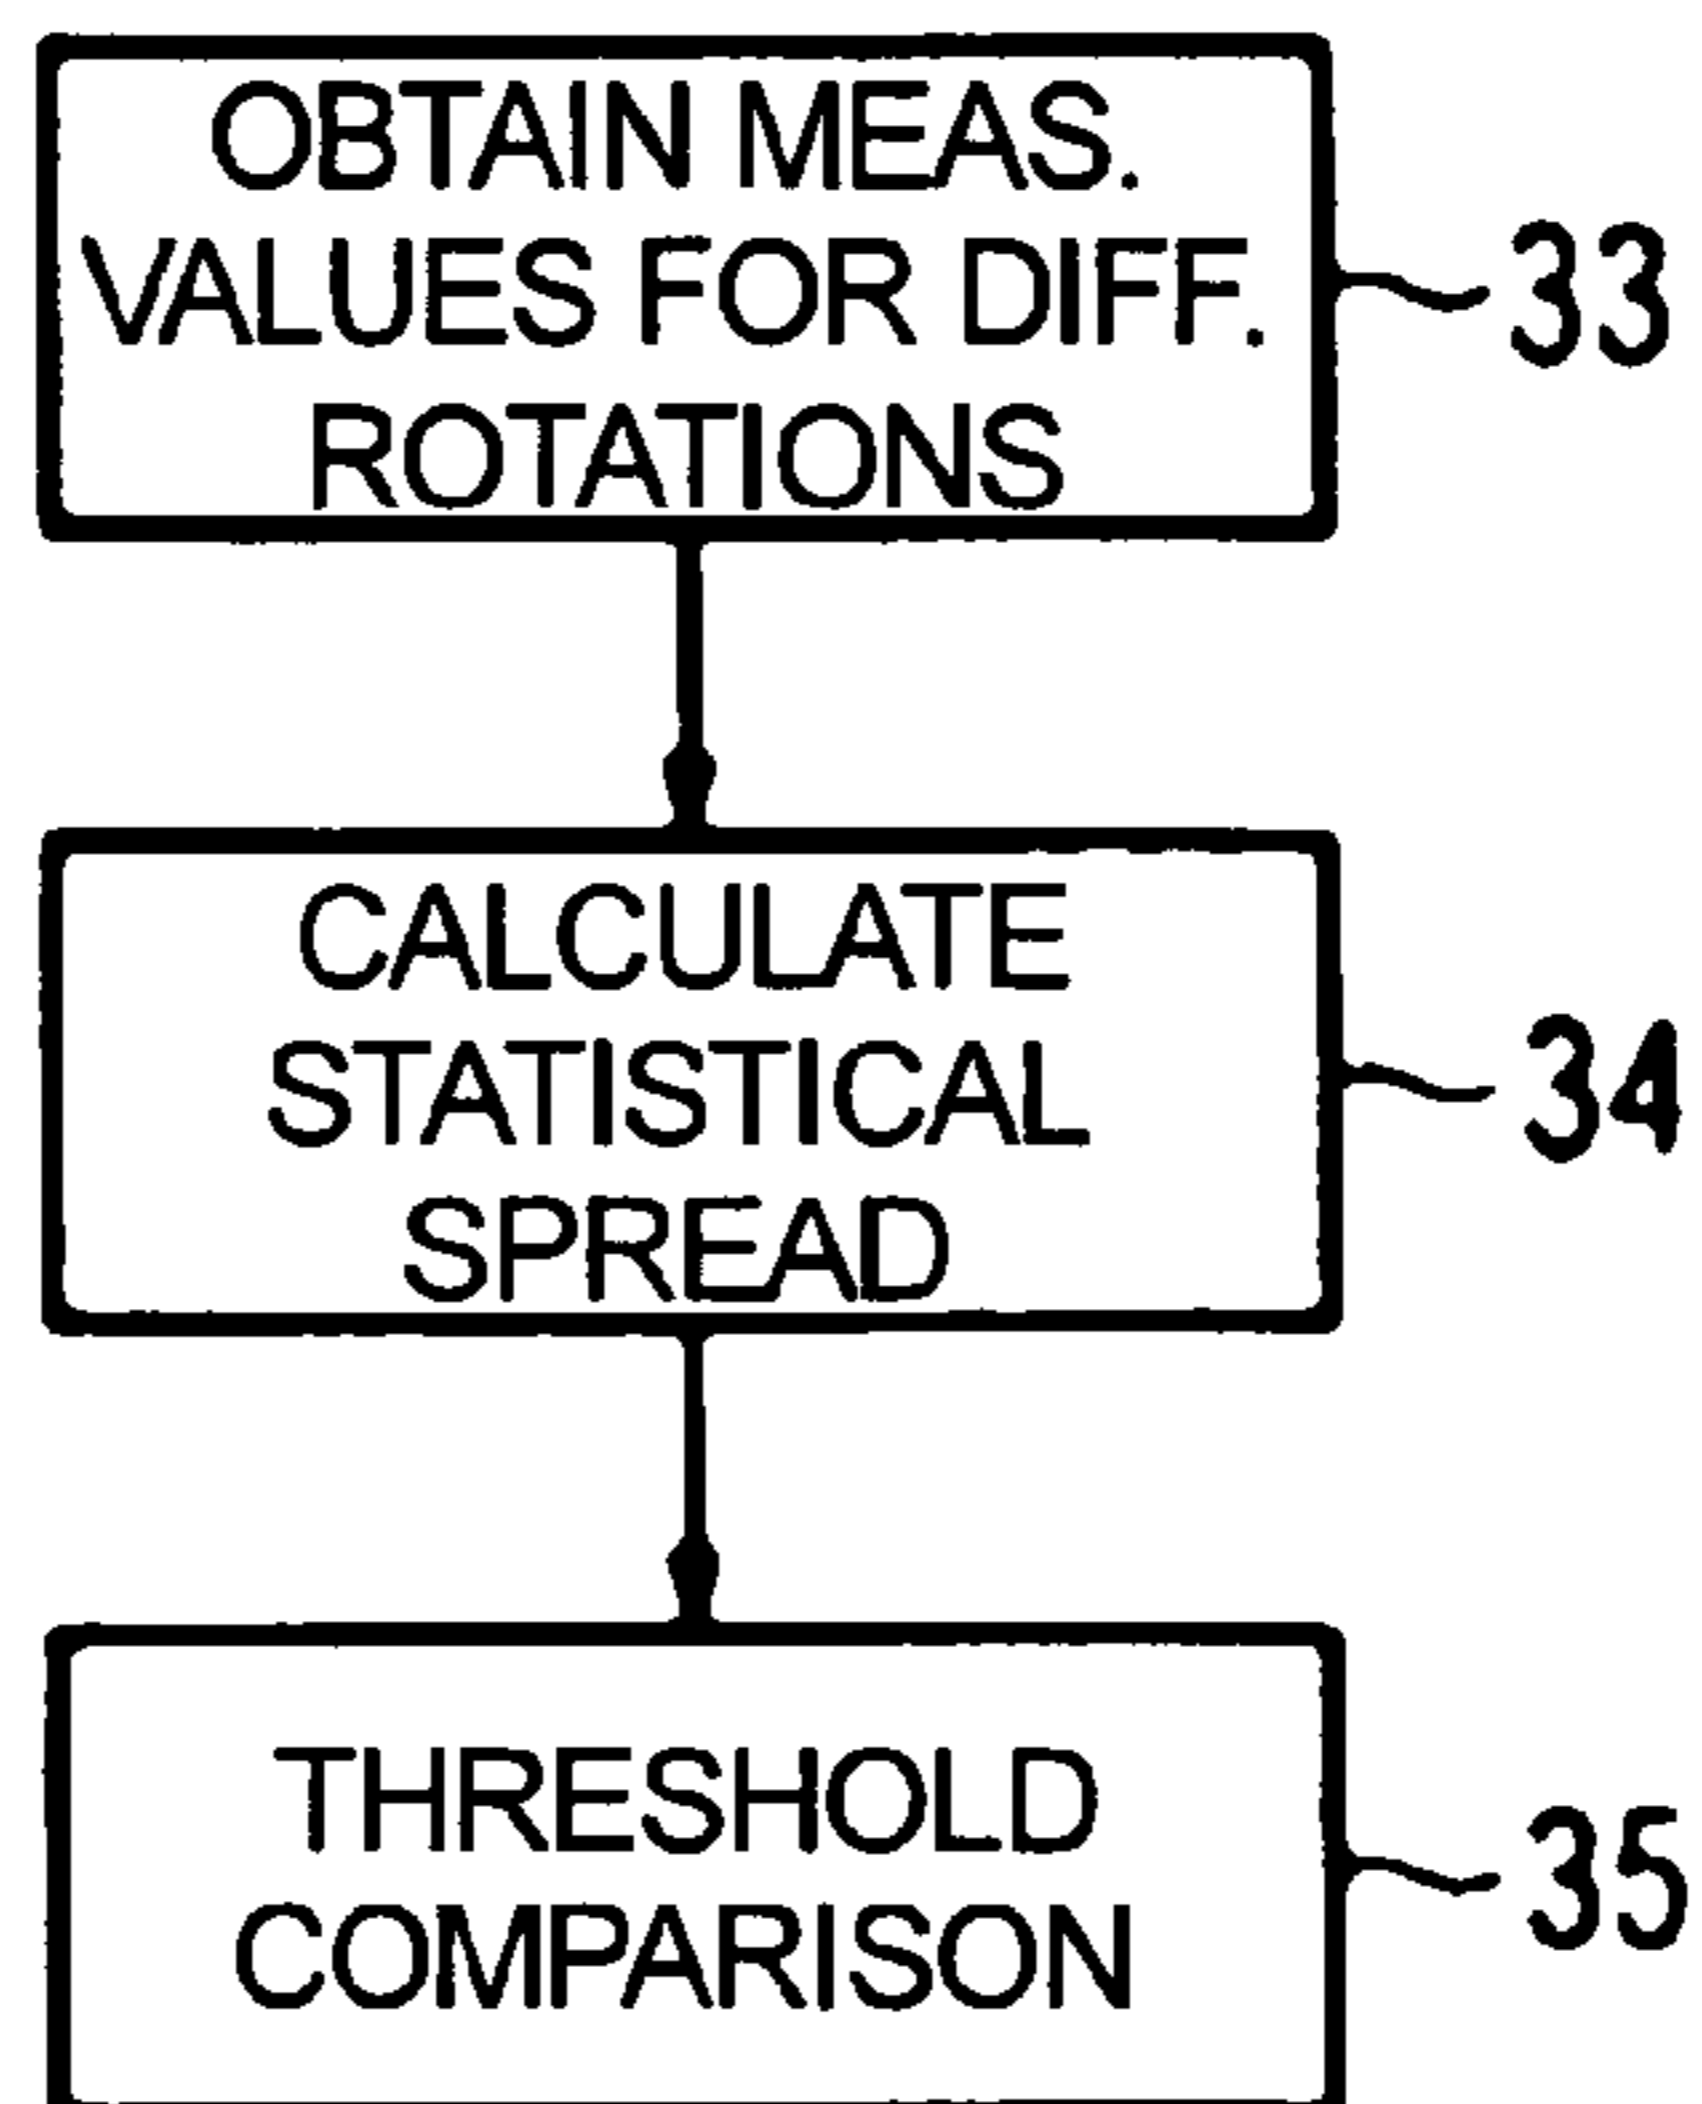 OBTAIN MEAS.
VALUES FOR DIFF.
ROTATIONS
33
CALCULATE
STATISTICAL
SPREAD
34
THRESHOLD
COMPARISON
35